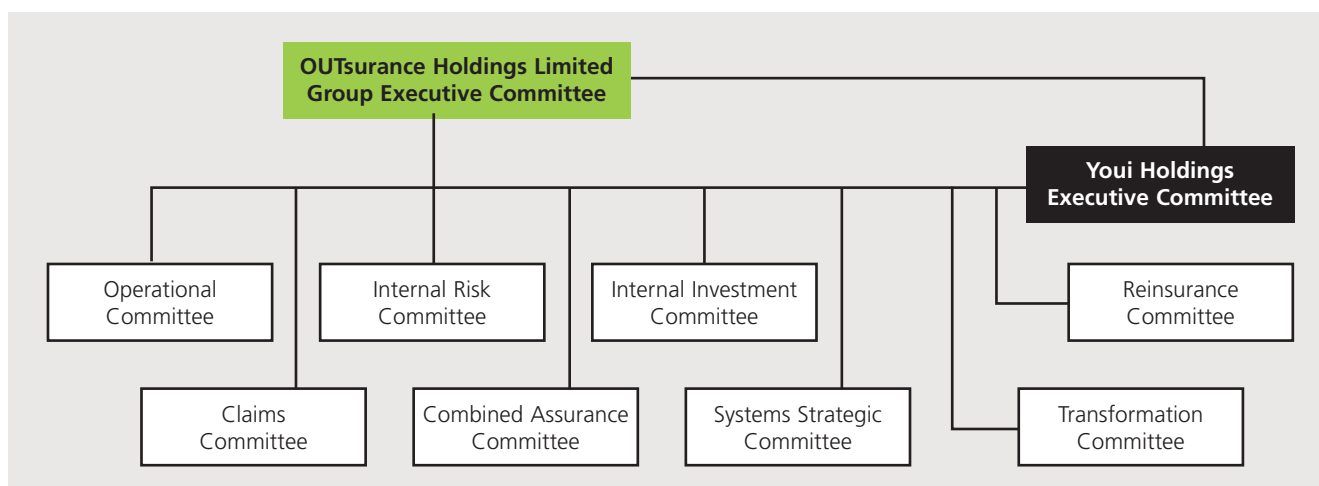 OUTsurance Holdings Limited
Group Executive Committee
Youi Holdings
Executive Committee
Operational
Committee
Internal Risk
Committee
Internal Investment
Committee
Reinsurance
Committee
Claims
Committee
Combined Assurance
Committee
Systems Strategic
Committee
Transformation
Committee